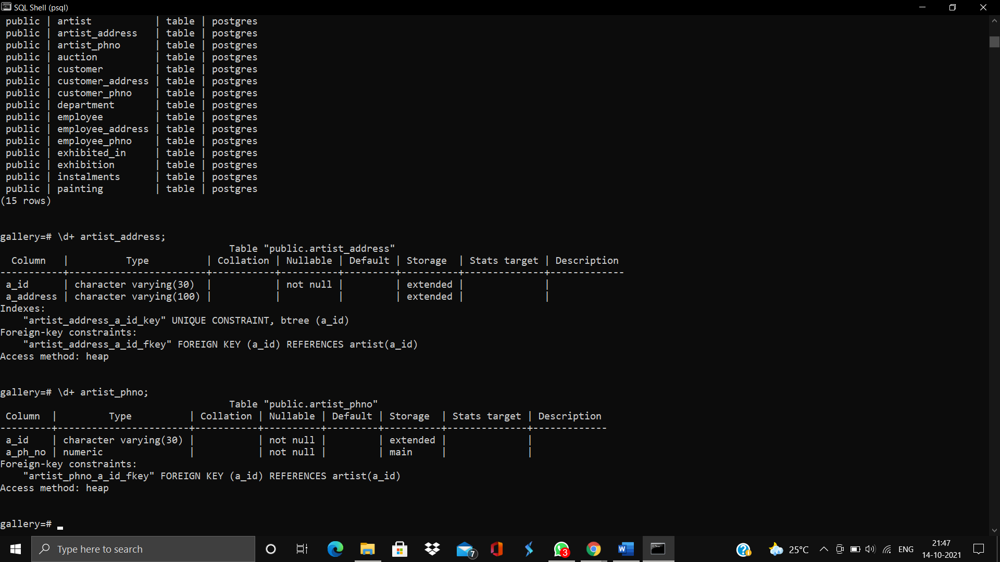 SQL Shell (psql)
 public | artist           | table | postgres
 public | artist_address   | table | postgres
 public | artist_phno      | table | postgres
 public | auction          | table | postgres
 public | customer         | table | postgres
 public | customer_address | table | postgres
 public | customer_phno    | table | postgres
 public | department       | table | postgres
 public | employee         | table | postgres
 public | employee_address | table | postgres
 public | employee_phno    | table | postgres
 public | exhibited_in     | table | postgres
 public | exhibition       | table | postgres
 public | instalments      | table | postgres
 public | painting         | table | postgres
(15 rows)
gallery=# \d+ artist_address;
                                        Table "public.artist_address"
  Column   |          Type          | Collation | Nullable | Default | Storage  | Stats target | Description
-----------+------------------------+-----------+----------+---------+----------+--------------+-------------
 a_id      | character varying(30)  |           | not null |         | extended |              |
 a_address | character varying(100) |           |          |         | extended |              |
Indexes:
    "artist_address_a_id_key" UNIQUE CONSTRAINT, btree (a_id)
Foreign-key constraints:
    "artist_address_a_id_fkey" FOREIGN KEY (a_id) REFERENCES artist(a_id)
Access method: heap
gallery=# \d+ artist_phno;
                                        Table "public.artist_phno"
 Column  |         Type          | Collation | Nullable | Default | Storage  | Stats target | Description
---------+-----------------------+-----------+----------+---------+----------+--------------+-------------
 a_id    | character varying(30) |           | not null |         | extended |              |
 a_ph_no | numeric               |           | not null |         | main     |              |
Foreign-key constraints:
    "artist_phno_a_id_fkey" FOREIGN KEY (a_id) REFERENCES artist(a_id)
Access method: heap
gallery=#
Type here to search
7
3
25°C
ENG
21:47
14-10-2021